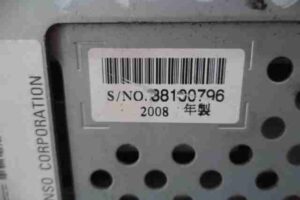 S/NO. 38100796
2008 年製
NSO CORPORATION